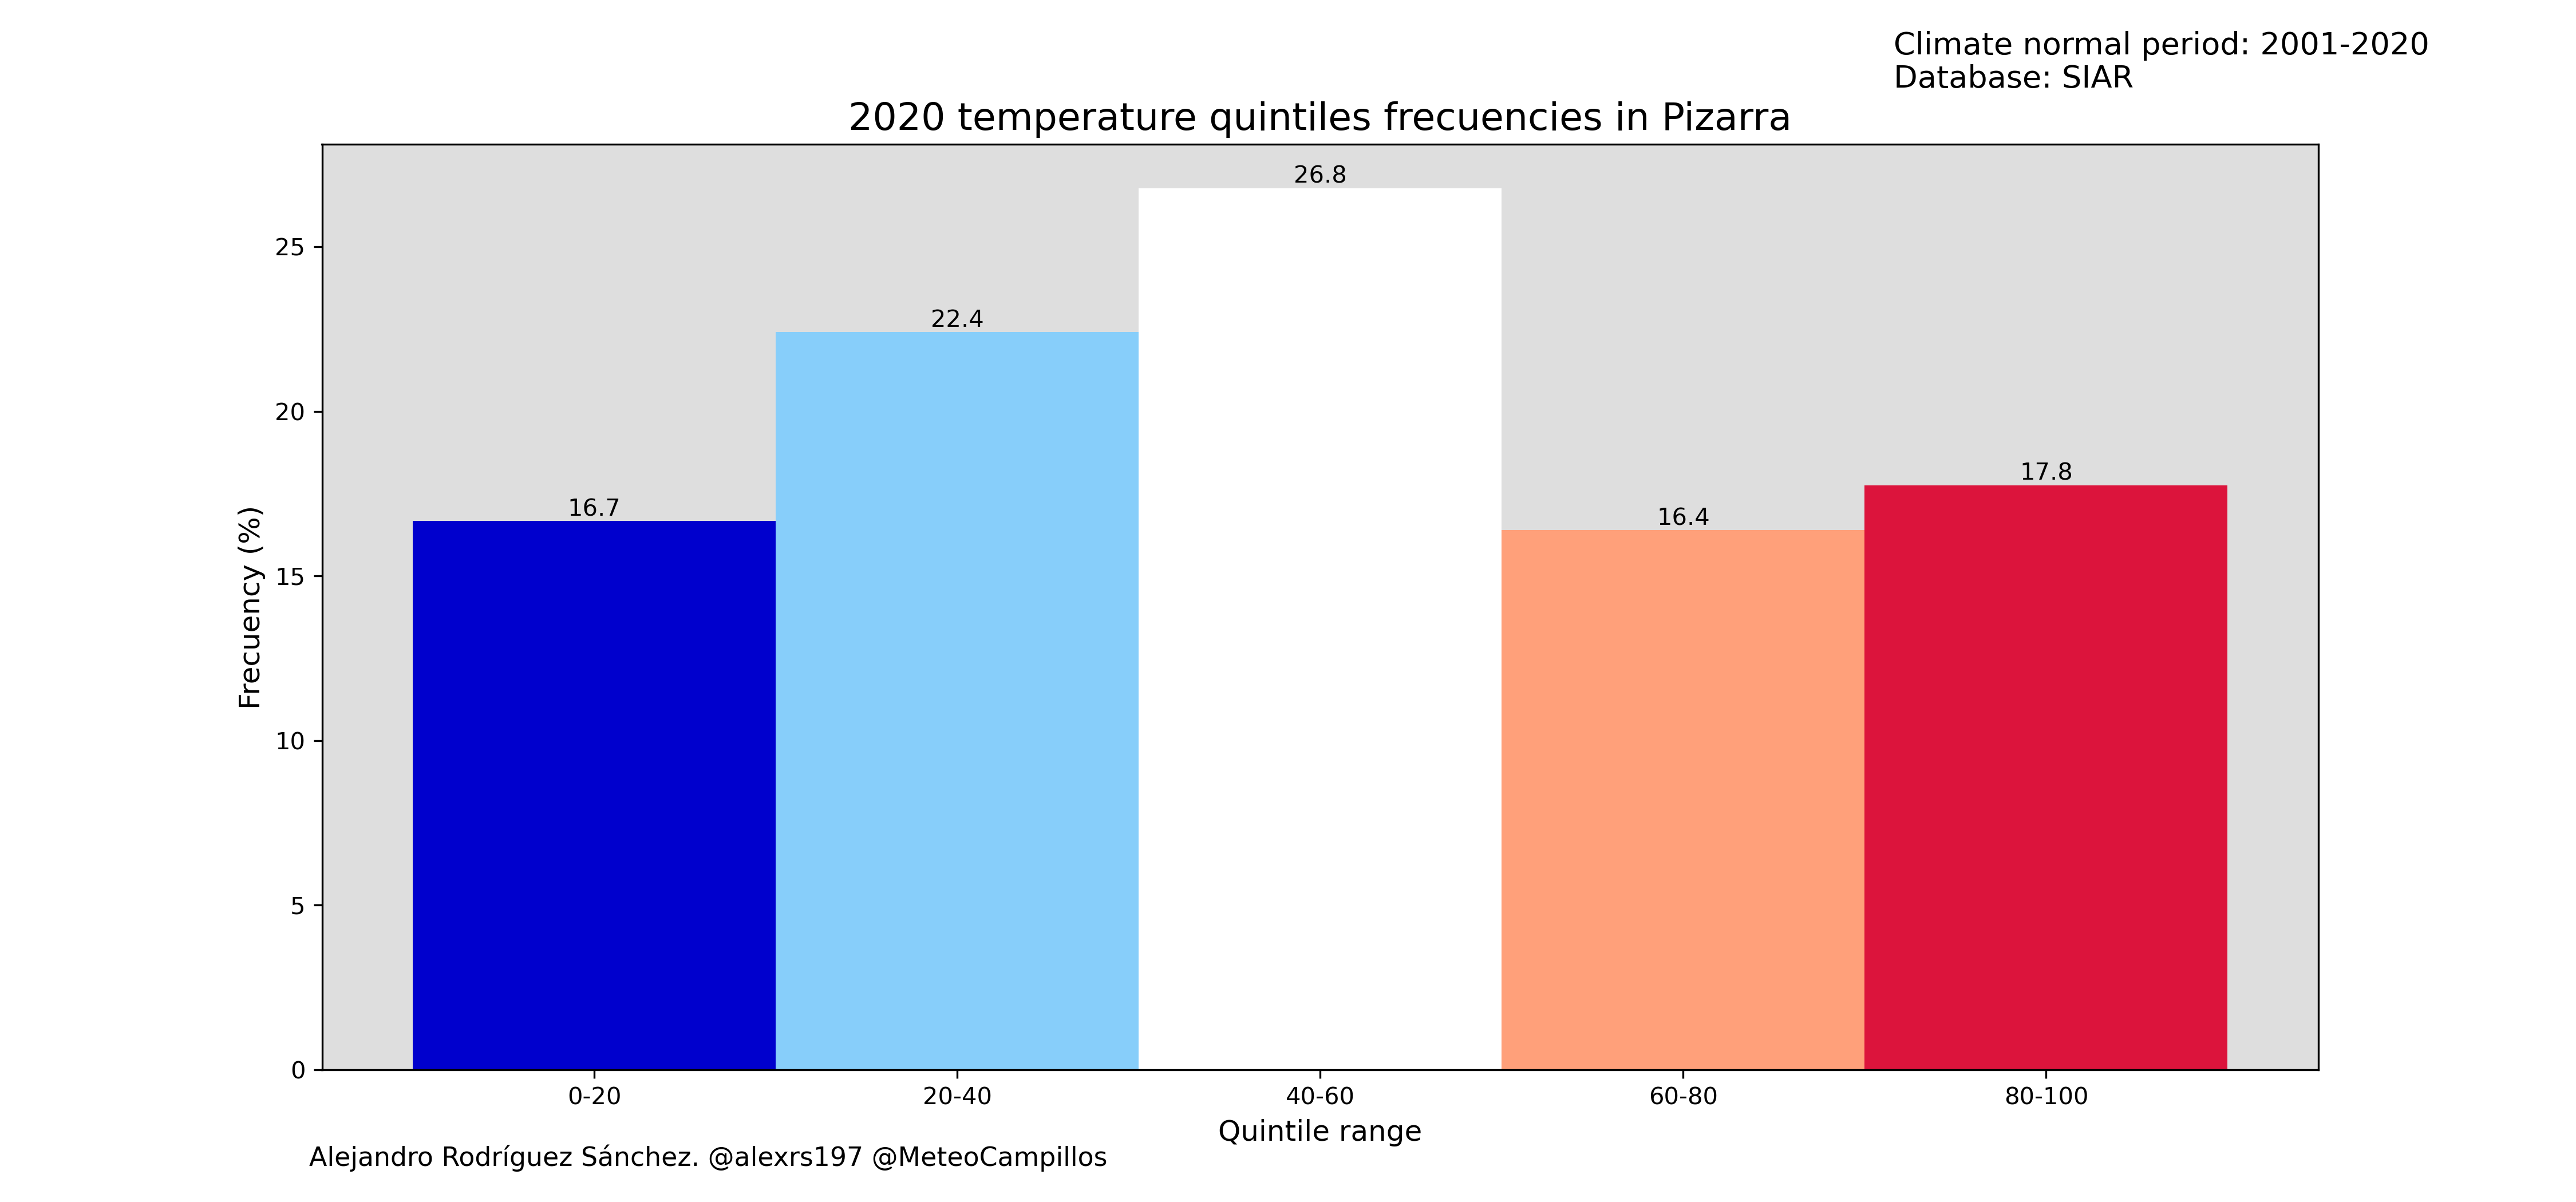 Climate normal period: 2001-2020
Database: SIAR
2020 temperature quintiles frecuencies in Pizarra
26.8
25
22.4
20
17.8
16.7
16.4
Frecuency (%)
15
10
5
0
0-20
20-40
40-60
60-80
80-100
Quintile range
Alejandro Rodríguez Sánchez. @alexrs197 @MeteoCampillos